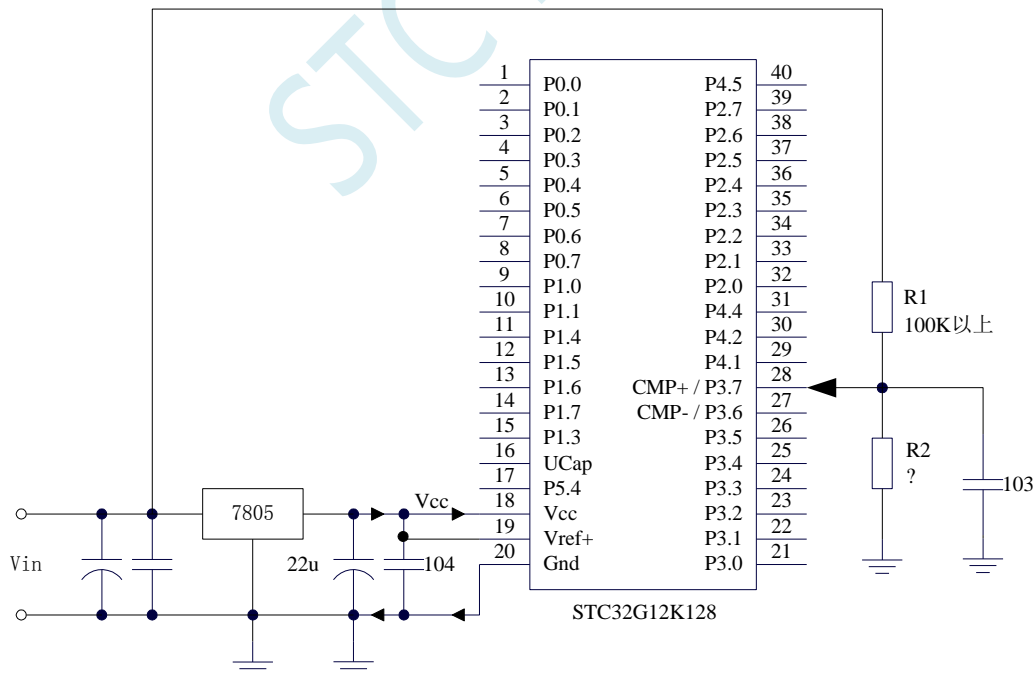 STC
1 P0.0 P4.5 40
2 P0.1 P2.7 39
3 P0.2 P2.6 38
4 P0.3 P2.5 37
5 P0.4 P2.4 36
6 P0.5 P2.3 35
7 P0.6 P2.2 34
8 P0.7 P2.1 33
9 P1.0 P2.0 32
10 P1.1 P4.4 31
11 P1.4 P4.2 30
12 P1.5 P4.1 29
13 P1.6 CMP+ / P3.7 28
14 P1.7 CMP- / P3.6 27
15 P1.3 P3.5 26
16 UCap P3.4 25
17 P5.4 P3.3 24
18 Vcc P3.2 23
19 Vref+ P3.1 22
20 Gnd P3.0 21
R1
100K以上
R2
?
103
7805
Vcc
Vin
22u
104
STC32G12K128